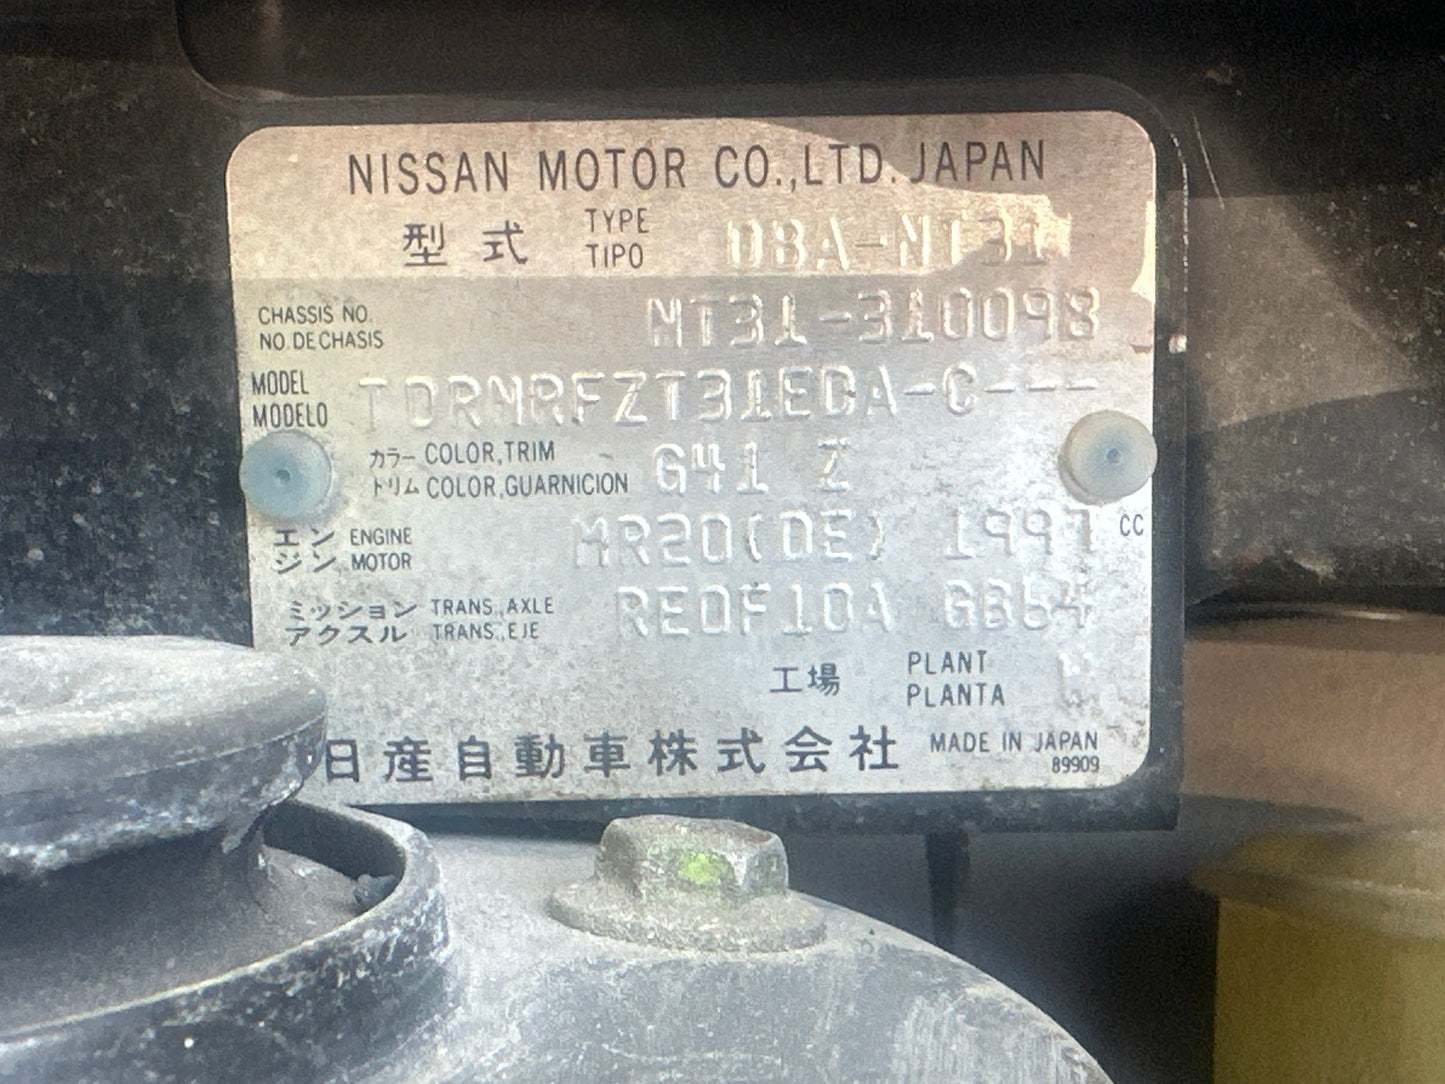 NISSAN MOTOR CO.,LTD. JAPAN
型式 TYPE TIPO DBA-NT31
CHASSIS NO. NT31-310098
NO. DE CHASIS
MODEL TDRNRFZT31EDA-C---
MODELO
カラー COLOR,TRIM G41 Z
トリム COLOR,GUARNICION
エン ENGINE MR20(DE) 1997 CC
ジン MOTOR
ミッション TRANS.,AXLE RE0F10A GB64
アクスル TRANS.,EJE
工場 PLANT
PLANTA
日産自動車株式会社 MADE IN JAPAN
89909